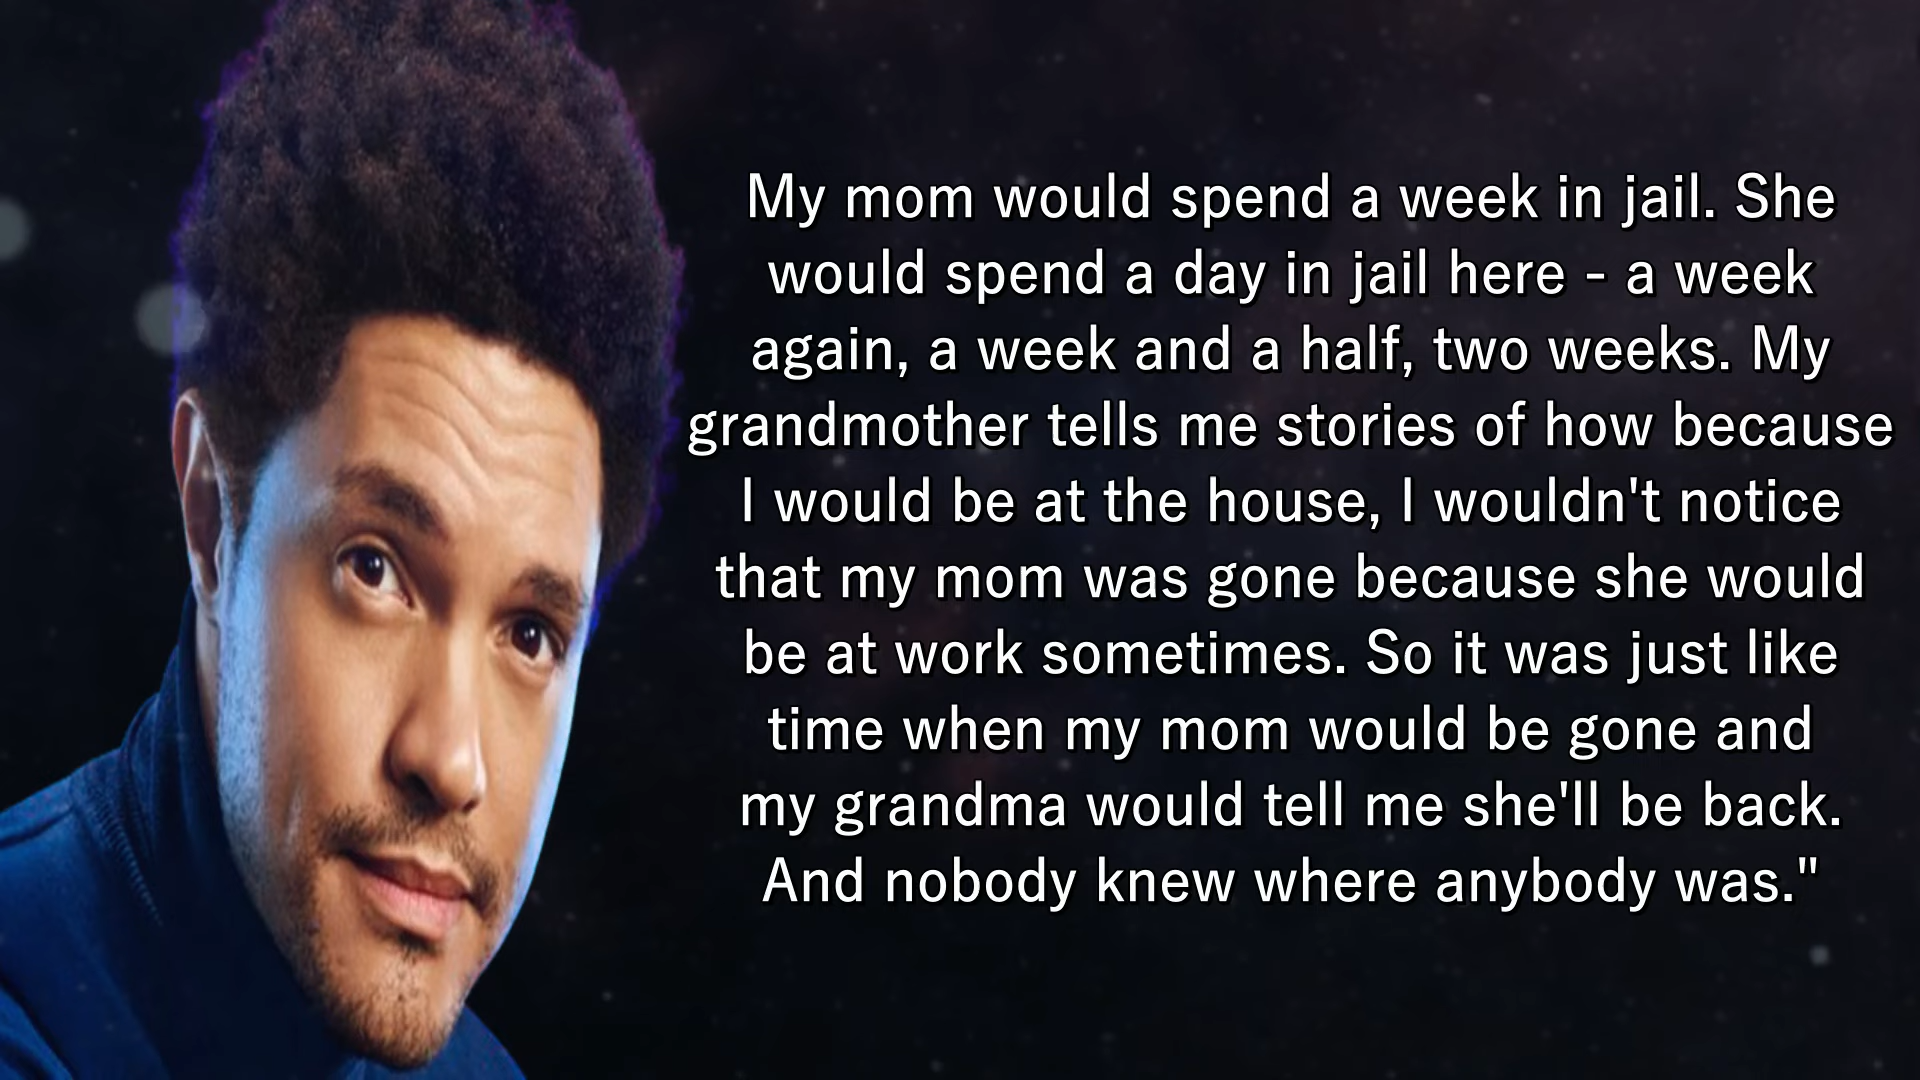 My mom would spend a week in jail. She
would spend a day in jail here - a week
again, a week and a half, two weeks. My
grandmother tells me stories of how because
I would be at the house, I wouldn't notice
that my mom was gone because she would
be at work sometimes. So it was just like
time when my mom would be gone and
my grandma would tell me she'll be back.
And nobody knew where anybody was."